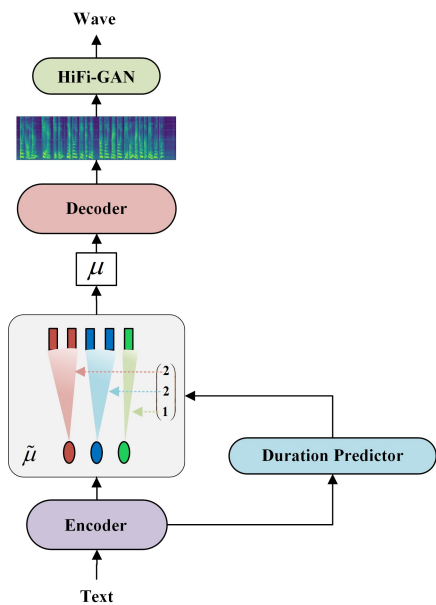 Wave
HiFi-GAN
Decoder
μ
2
2
1
μ̃
Duration Predictor
Encoder
Text